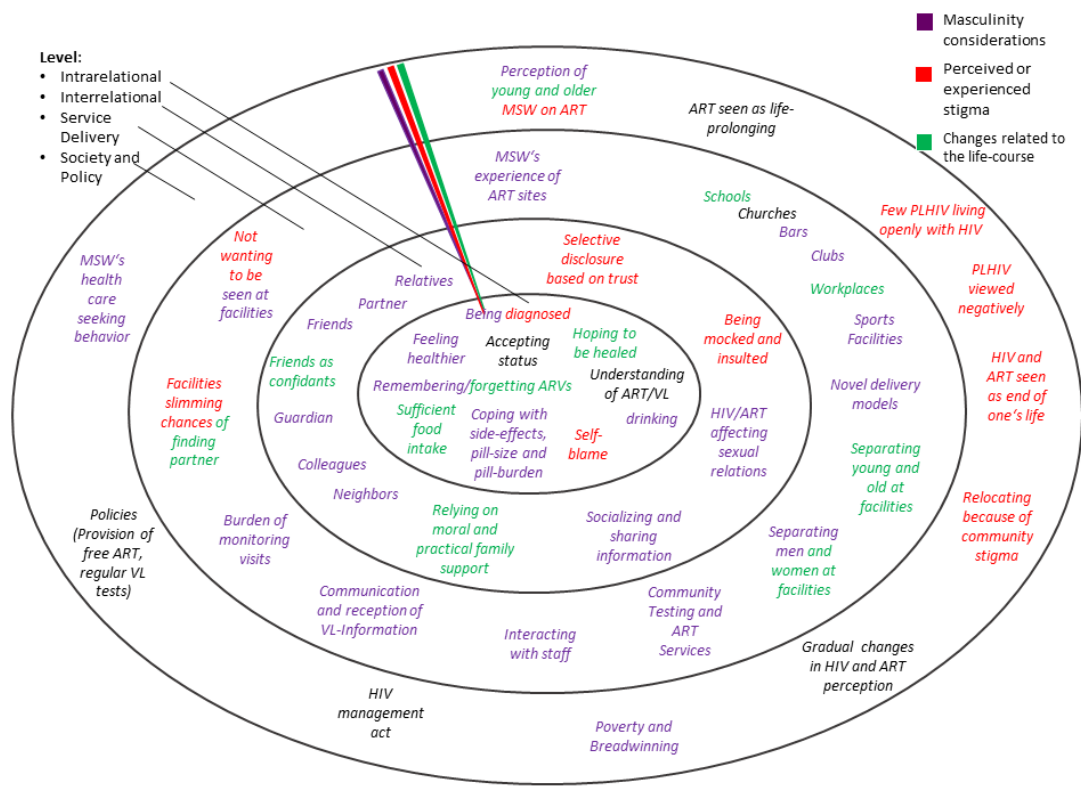 Level:
• Intrarelational
• Interrelational
• Service
Delivery
• Society and
Policy
Masculinity
considerations
Perceived or
experienced
stigma
Changes related to
the life-course
Perception of
young and older
MSW on ART
ART seen as life-
prolonging
MSW's
experience of
ART sites
Schools
Churches
Bars
Clubs
Workplaces
Sports
Facilities
Few PLHIV living
openly with HIV
PLHIV
viewed
negatively
HIV and
ART seen
as end of
one's life
Relocating
because of
community
stigma
MSW's
health
care
seeking
behavior
Not
wanting to
be seen at
facilities
Relatives
Partner
Friends
Selective
disclosure
based on trust
Being diagnosed
Feeling
healthier
Accepting
status
Hoping to
be healed
Being
mocked and
insulted
Friends as
confidants
Remembering/forgetting ARVs
Understanding
of ART/VL
Novel delivery
models
Facilities
slimming
chances of
finding
partner
Guardian
Sufficient
food
intake
Coping with
side-effects,
pill-size and
pill-burden
Self-
blame
drinking
HIV/ART
affecting
sexual
relations
Separating
young and
old at
facilities
Colleagues
Neighbors
Relying on
moral and
practical family
support
Socializing and
sharing
information
Separating
men and
women at
facilities
Policies
(Provision of
free ART,
regular VL
tests)
Burden of
monitoring
visits
Communication
and reception of
VL-Information
Interacting
with staff
Community
Testing and
ART
Services
Gradual changes
in HIV and ART
perception
HIV
management
act
Poverty and
Breadwinning